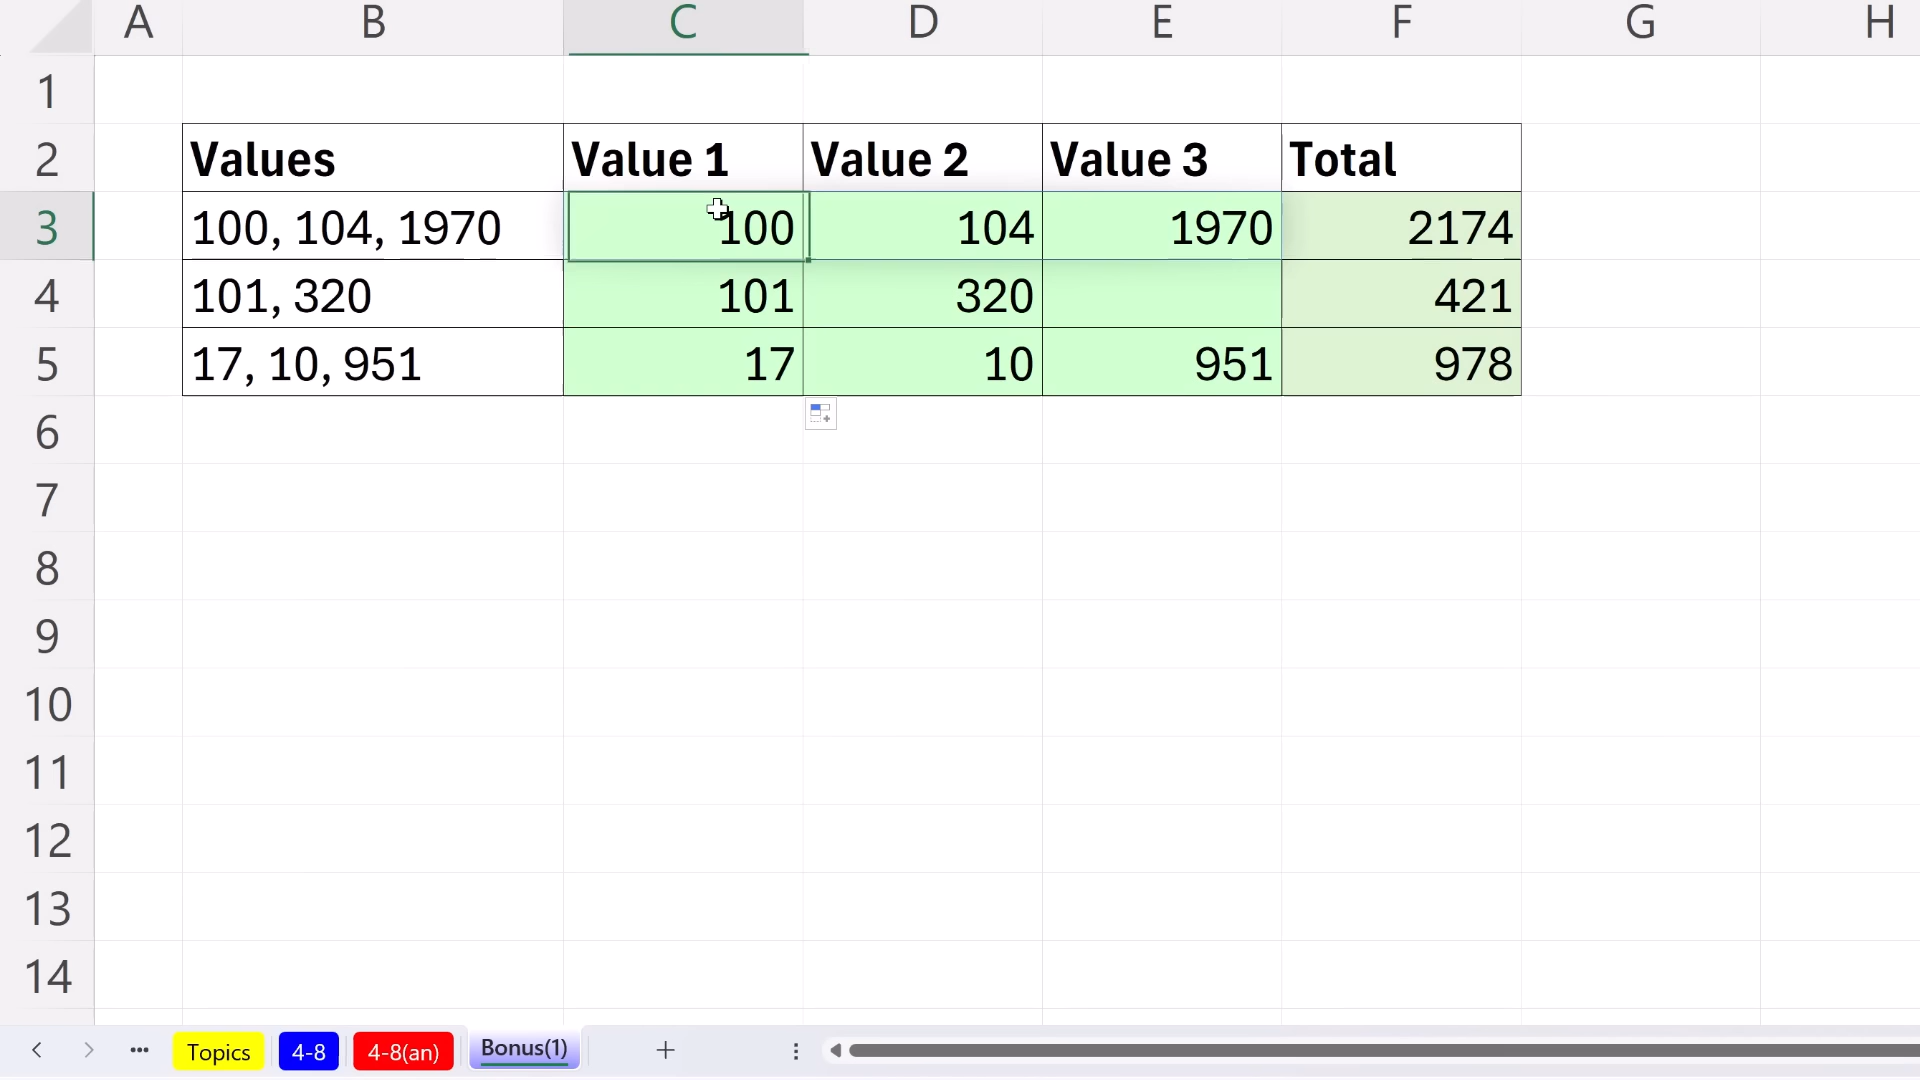 A B C D E F G H
1
2 Values Value 1 Value 2 Value 3 Total
3 100, 104, 1970 100 104 1970 2174
4 101, 320 101 320 421
5 17, 10, 951 17 10 951 978
6
7
8
9
10
11
12
13
14
Topics 4-8 4-8(an) Bonus(1)